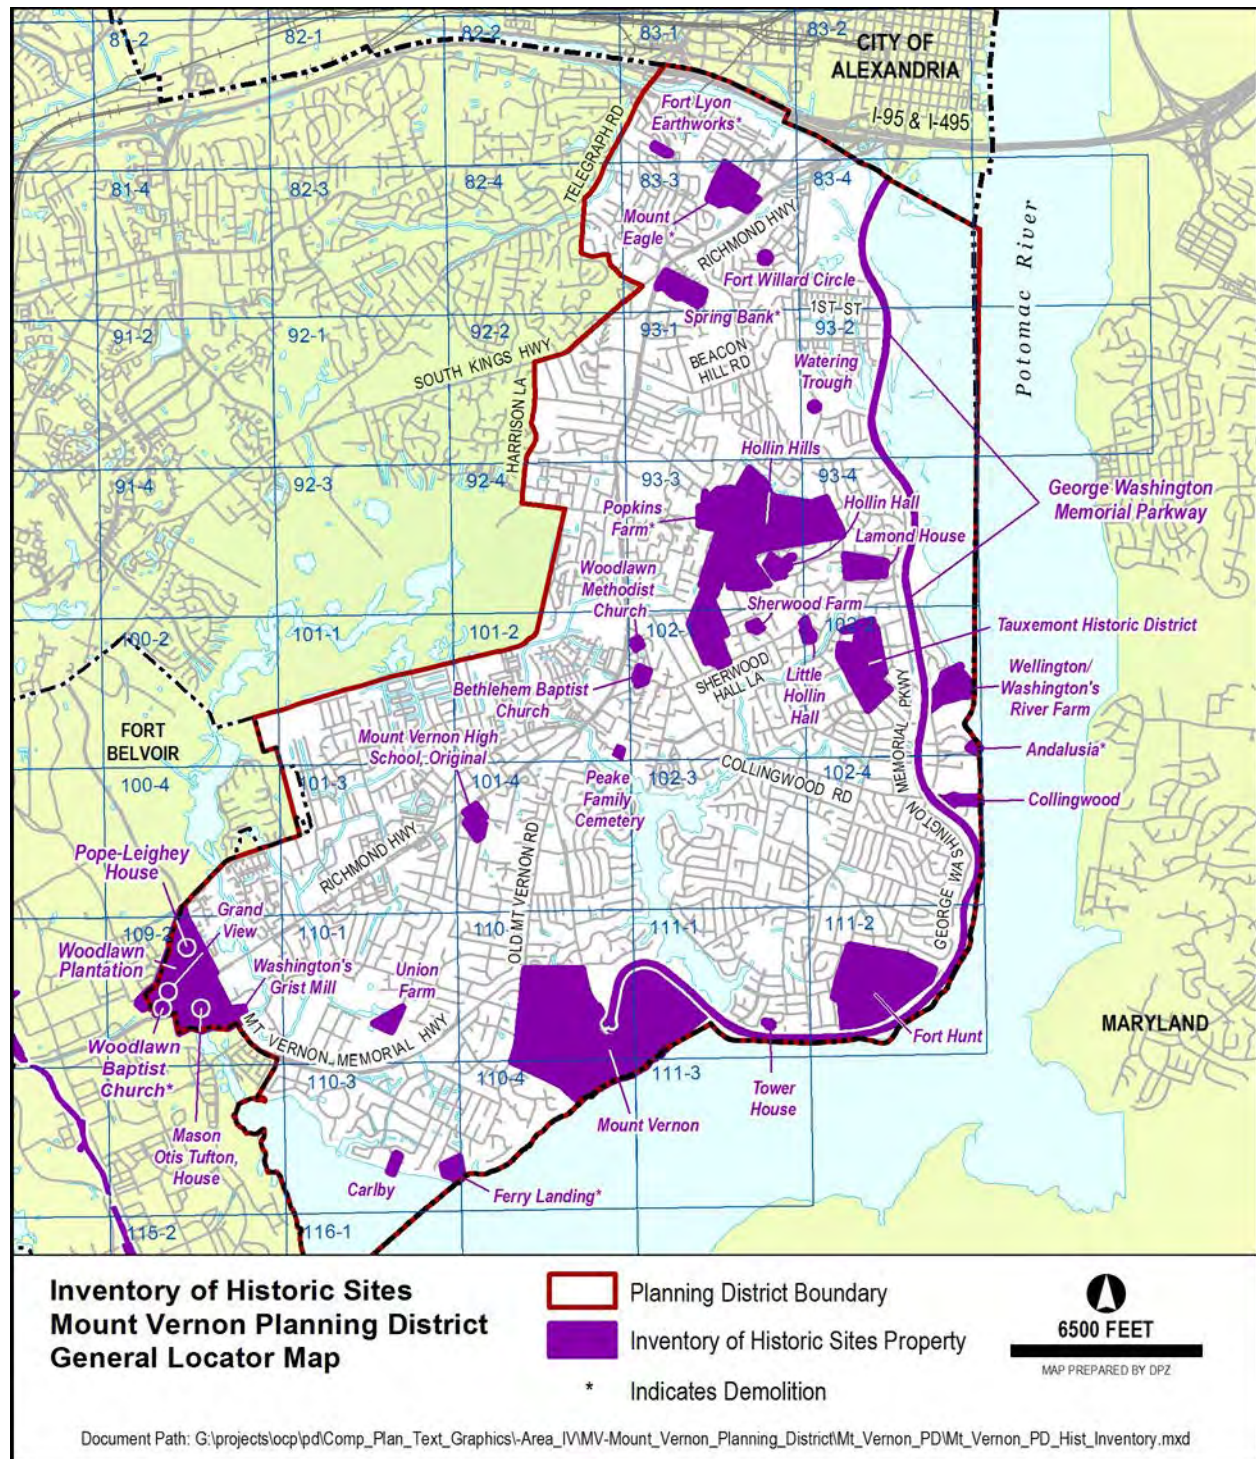 81-2
82-1
82-2
83-1
83-2
CITY OF
ALEXANDRIA
I-95 & I-495
Fort Lyon
Earthworks*
TELEGRAPH RD
81-4
82-3
82-4
83-3
83-4
Mount
Eagle *
RICHMOND HWY
Potomac River
Fort Willard Circle
Spring Bank*
1ST ST
91-2
92-1
92-2
93-1
93-2
SOUTH KINGS HWY
BEACON
HILL RD
Watering
Trough
HARRISON LA
Hollin Hills
91-4
92-3
92-4
93-3
93-4
George Washington
Memorial Parkway
Popkins
Farm*
Hollin Hall
Lamond House
Woodlawn
Methodist
Church
Sherwood Farm
100-2
101-1
101-2
102-
Tauxemont Historic District
SHERWOOD
HALL LA
Little
Hollin
Hall
Wellington/
Washington's
River Farm
Bethlehem Baptist
Church
FORT
BELVOIR
Mount Vernon High
School, Original
Andalusia*
100-4
101-3
101-4
102-3
102-4
Peake
Family
Cemetery
COLLINGWOOD RD
Collingwood
GEORGE WASHINGTON
MEMORIAL PKWY
Pope-Leighey
House
RICHMOND HWY
OLD MT VERNON RD
Grand
View
109-2
110-1
110-
111-1
111-2
Woodlawn
Plantation
Washington's
Grist Mill
Union
Farm
MT VERNON MEMORIAL HWY
Fort Hunt
MARYLAND
Woodlawn
Baptist
Church*
110-3
110-4
111-3
Tower
House
Mount Vernon
Mason
Otis Tufton,
House
Carlby
Ferry Landing*
115-2
116-1
Inventory of Historic Sites
Mount Vernon Planning District
General Locator Map
Planning District Boundary
Inventory of Historic Sites Property
* Indicates Demolition
6500 FEET
MAP PREPARED BY DPZ
Document Path: G:\projects\ocp\pd\Comp_Plan_Text_Graphics\-Area_IV\MV-Mount_Vernon_Planning_District\Mt_Vernon_PD\Mt_Vernon_PD_Hist_Inventory.mxd